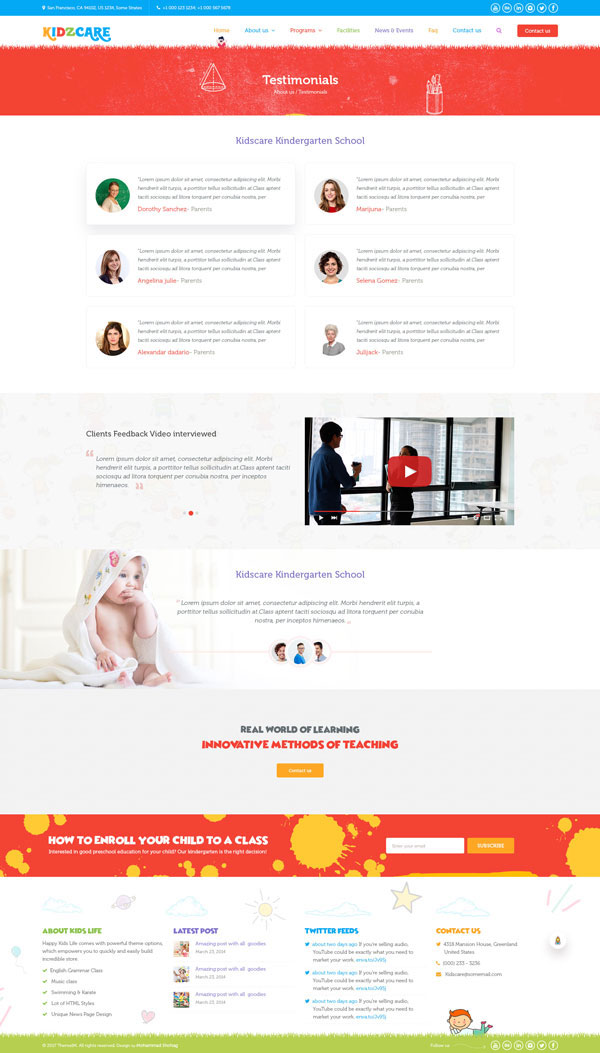 San Francisco, CA 94102, US 1234, Some Strates +1 000 123 1234; +1 000 567 5678
KIDZCARE
Home About us Programs Facilities News & Events Faq Contact us Contact us
Testimonials
About us / Testimonials
Kidscare Kindergarten School
"Lorem ipsum dolor sit amet, consectetur adipiscing elit. Morbi
hendrerit elit turpis, a porttitor tellus sollicitudin at.Class aptent
taciti sociosqu ad litora torquent per conubia nostra, per
Dorothy Sanchez- Parents
"Lorem ipsum dolor sit amet, consectetur adipiscing elit. Morbi
hendrerit elit turpis, a porttitor tellus sollicitudin at.Class aptent
taciti sociosqu ad litora torquent per conubia nostra, per
Marijuna- Parents
"Lorem ipsum dolor sit amet, consectetur adipiscing elit. Morbi
hendrerit elit turpis, a porttitor tellus sollicitudin at.Class aptent
taciti sociosqu ad litora torquent per conubia nostra, per
Angelina julie- Parents
"Lorem ipsum dolor sit amet, consectetur adipiscing elit. Morbi
hendrerit elit turpis, a porttitor tellus sollicitudin at.Class aptent
taciti sociosqu ad litora torquent per conubia nostra, per
Selena Gomez- Parents
"Lorem ipsum dolor sit amet, consectetur adipiscing elit. Morbi
hendrerit elit turpis, a porttitor tellus sollicitudin at.Class aptent
taciti sociosqu ad litora torquent per conubia nostra, per
Alexandar dadario- Parents
"Lorem ipsum dolor sit amet, consectetur adipiscing elit. Morbi
hendrerit elit turpis, a porttitor tellus sollicitudin at.Class aptent
taciti sociosqu ad litora torquent per conubia nostra, per
Julijack- Parents
Clients Feedback Video interviewed
" Lorem ipsum dolor sit amet, consectetur adipiscing elit. Morbi
hendrerit elit turpis, a porttitor tellus sollicitudin at.Class aptent taciti
sociosqu ad litora torquent per conubia nostra, per inceptos
himenaeos. "
Kidscare Kindergarten School
" Lorem ipsum dolor sit amet, consectetur adipiscing elit. Morbi hendrerit elit turpis, a
porttitor tellus sollicitudin at.Class aptent taciti sociosqu ad litora torquent per conubia
nostra, per inceptos himenaeos. "
REAL WORLD OF LEARNING
INNOVATIVE METHODS OF TEACHING
Contact us
HOW TO ENROLL YOUR CHILD TO A CLASS
Interested in good preschool education for your child? Our kindergarten is the right decision!
Enter your email SUBSCRIBE
ABOUT KIDS LIFE
Happy Kids Life comes with powerful theme options,
which empowers you to quickly and easily build
incredible store.
English Grammar Class
Music class
Swimming & Karate
Lot of HTML Styles
Unique News Page Design
LATEST POST
Amazing post with all goodies
March 23, 2014
Amazing post with all goodies
March 23, 2014
Amazing post with all goodies
March 23, 2014
TWITTER FEEDS
about two days ago If you're selling audio,
YouTube could be exactly what you need to
market your work.
about two days ago If you're selling audio,
YouTube could be exactly what you need to
market your work.
about two days ago If you're selling audio,
YouTube could be exactly what you need to
market your work.
CONTACT US
4318 Mansion House, Greenland
United States
(000) 233 - 3236
Kidscare@somemail.com
© 2017 Themazth. All rights reserved. Design by
Follow us